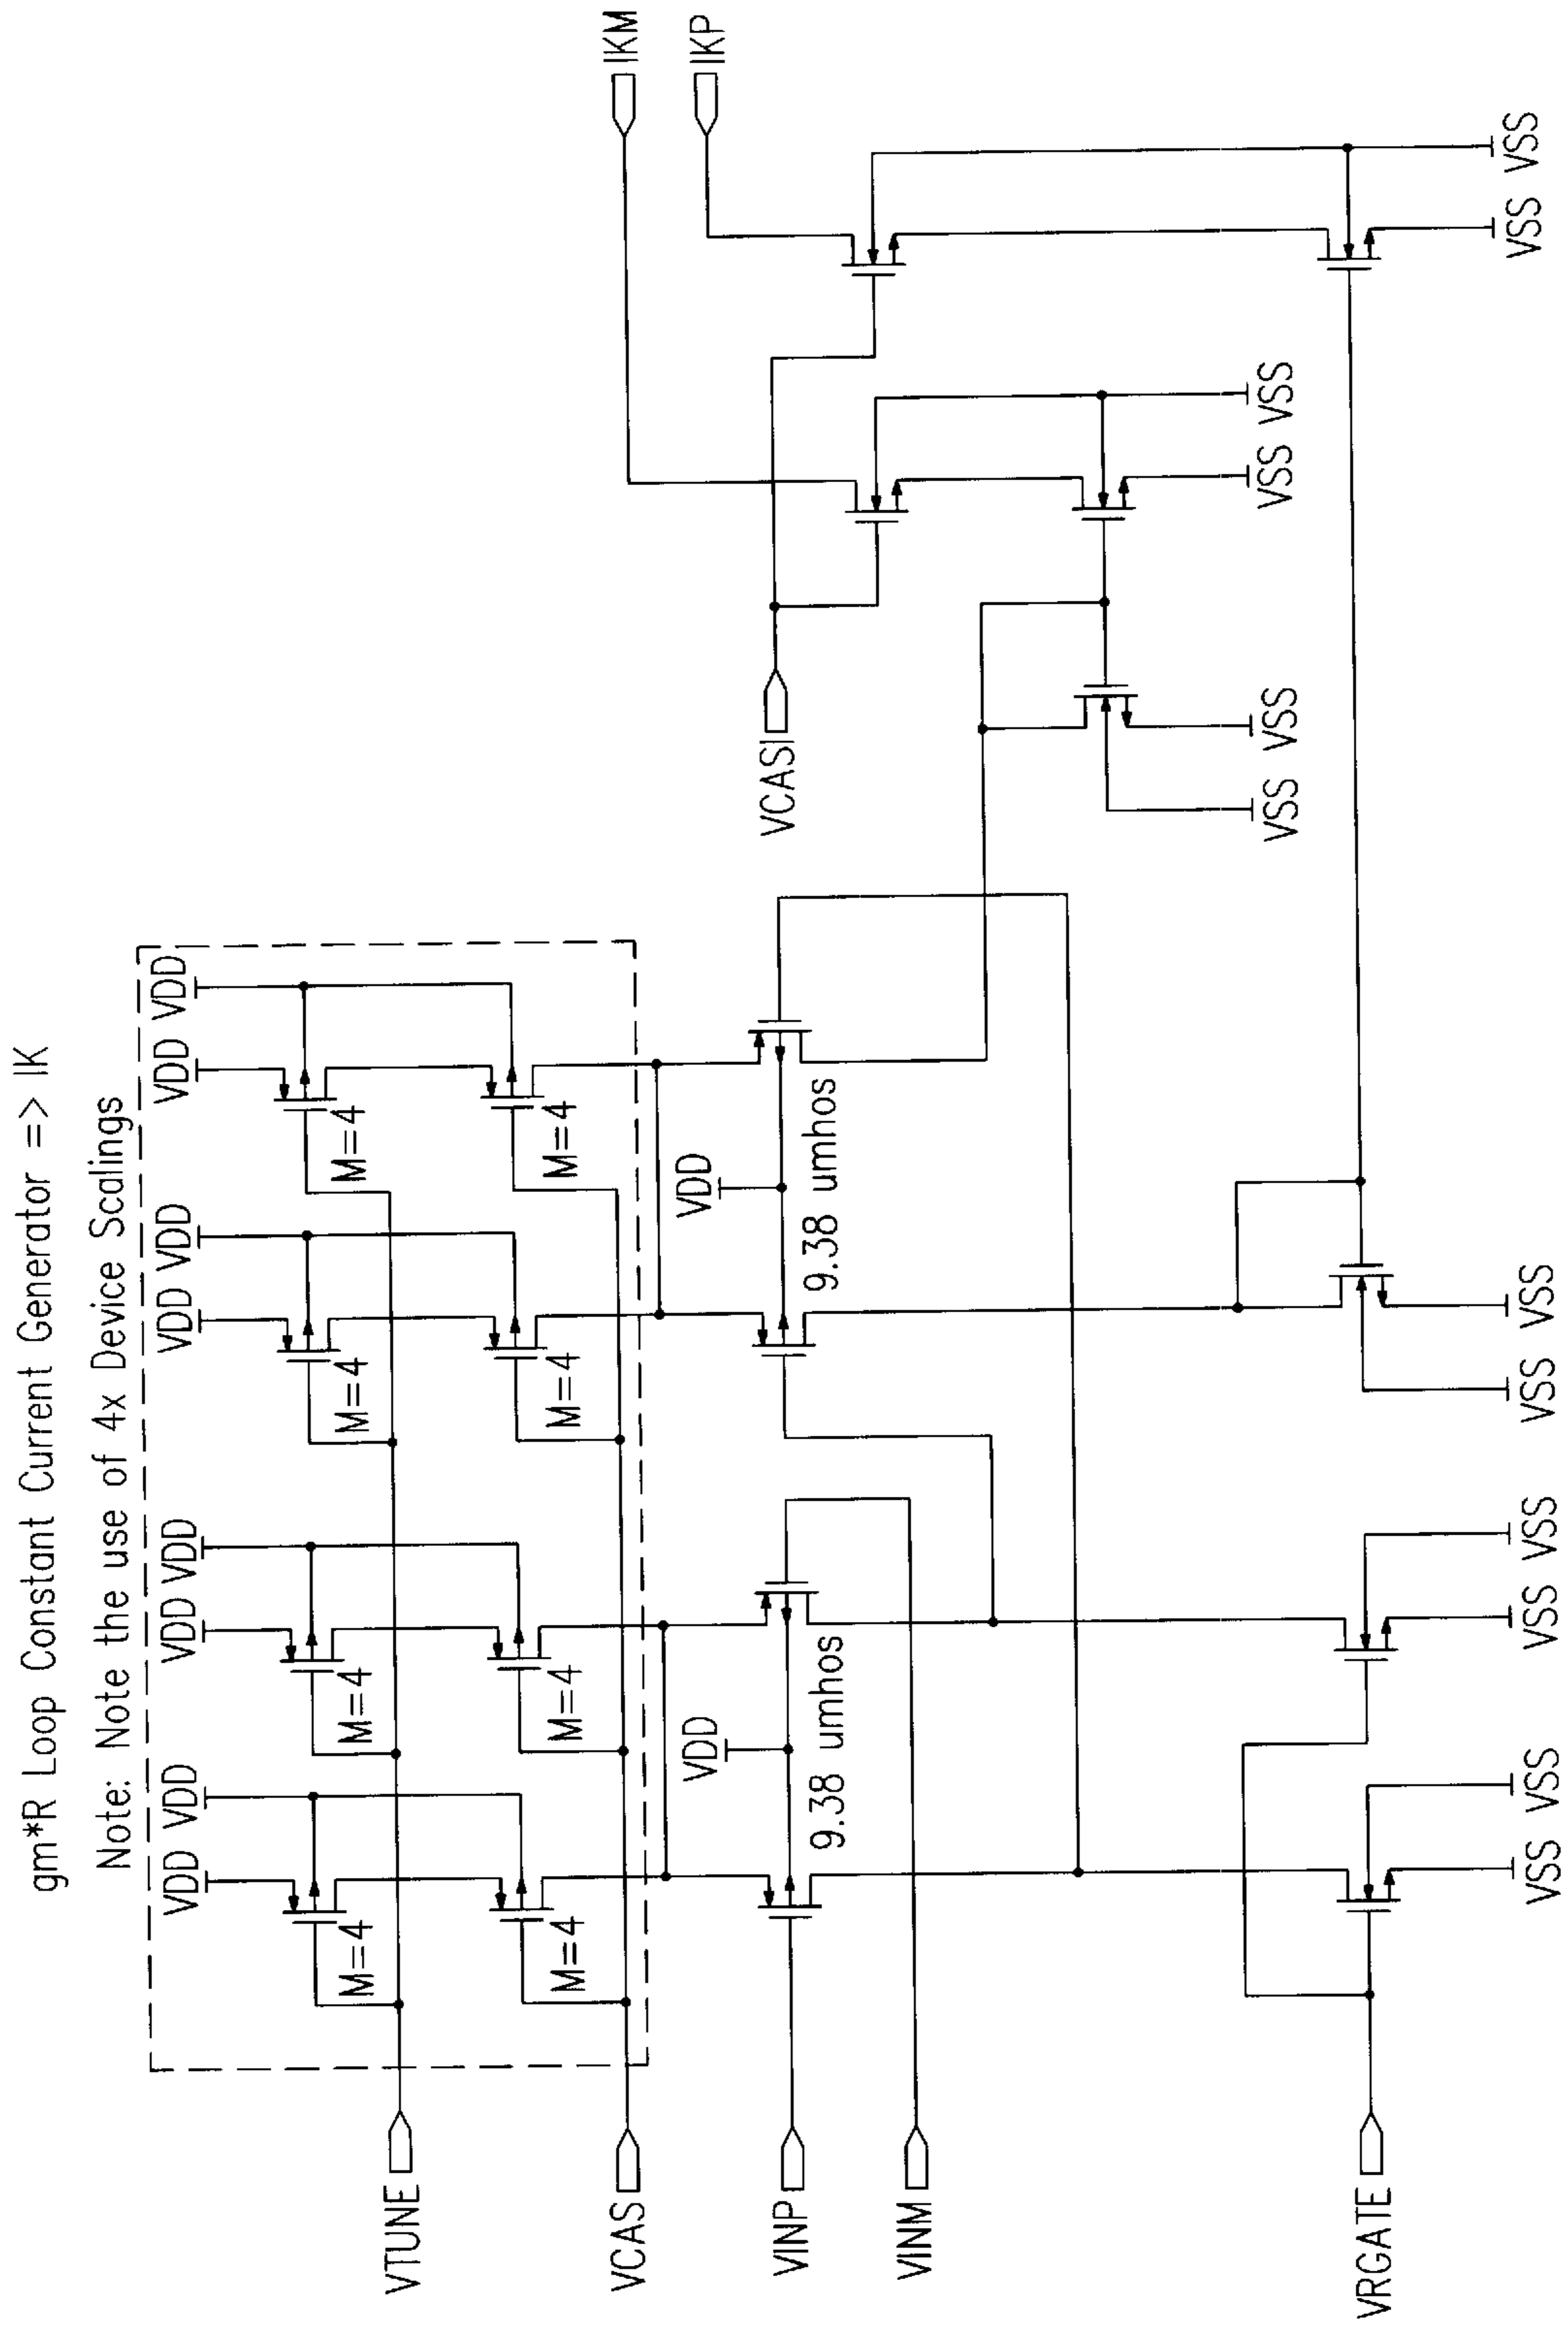 gm*R Loop Constant Current Generator => IK
Note: Note the use of 4x Device Scalings
VDD VDD VDD VDD VDD VDD VDD VDD
M=4 M=4 M=4 M=4
VTUNE
M=4 M=4 M=4 M=4
VCAS
IKM
IKP
VDD VDD
VCASI
VINP
9.38 umhos 9.38 umhos
VINM
VSS VSS VSS VSS
VRGATE
VSS VSS VSS VSS VSS VSS VSS VSS